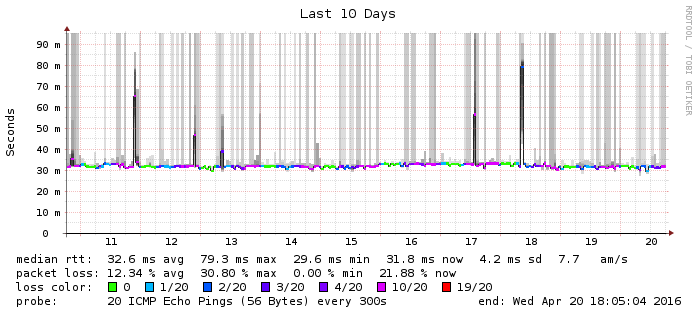 Last 10 Days
RRDTOOL / TOBI OETIKER
Seconds
90 m
80 m
70 m
60 m
50 m
40 m
30 m
20 m
10 m
0
11 12 13 14 15 16 17 18 19 20
median rtt: 32.6 ms avg 79.3 ms max 29.6 ms min 31.8 ms now 4.2 ms sd 7.7 am/s
packet loss: 12.34 % avg 30.80 % max 0.00 % min 21.88 % now
loss color: 0 1/20 2/20 3/20 4/20 10/20 19/20
probe: 20 ICMP Echo Pings (56 Bytes) every 300s end: Wed Apr 20 18:05:04 2016